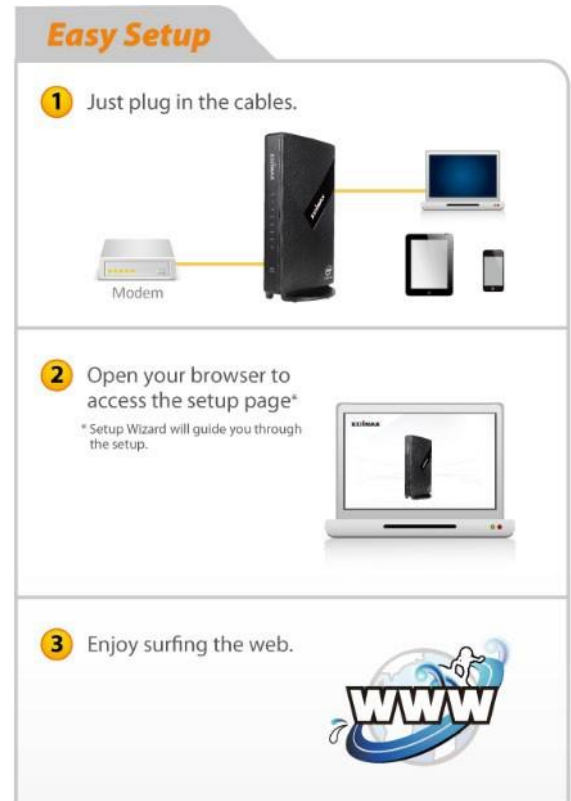 Easy Setup
1 Just plug in the cables.
EDIMAX
EDIMAX
Modem
2 Open your browser to
access the setup page*
* Setup Wizard will guide you through
the setup.
EDIMAX
3 Enjoy surfing the web.
WWW